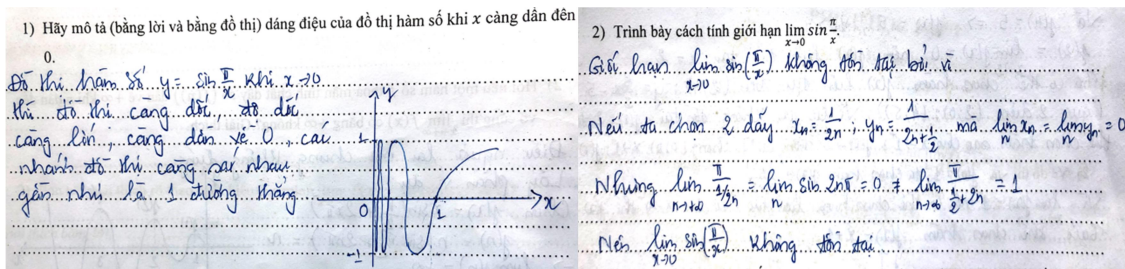 1) Hãy mô tả (bằng lời và bằng đồ thị) dáng điệu của đồ thị hàm số khi x càng dần đến
0.
Đồ thị hàm số y = sin π/x khi x→0
thì đồ thị càng dốc, độ dốc
càng lớn, càng dần về 0, các
nhánh đồ thị càng sát nhau,
gần như là 1 đường thẳng
y
1
0
1
x
-1
2) Trình bày cách tính giới hạn lim x→0 sin π/x.
Giới hạn lim x→0 sin(π/x) không tồn tại bởi vì
Nếu ta chọn 2 dãy xn = 1/2n ; yn = 1/(2n+1/2) mà lim n xn = lim n yn = 0
Nhưng lim n→+∞ π/(1/2n) = lim n sin 2nπ = 0 ≠ lim n→∞ π/(1/(1/2+2n)) = 1
Nên lim x→0 sin(π/x) không tồn tại